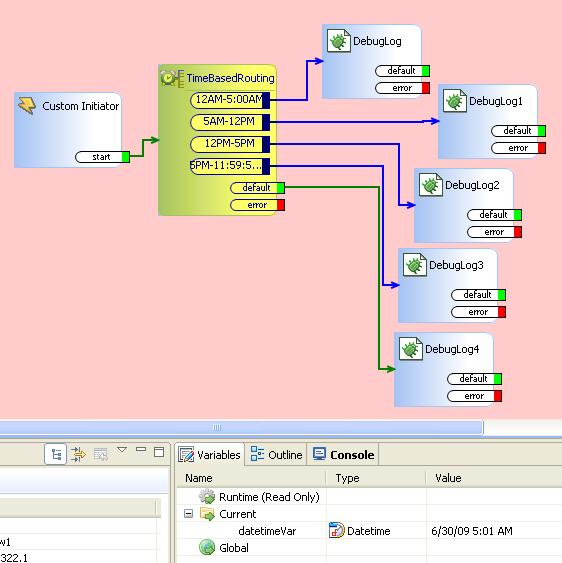 DebugLog
default
error
TimeBasedRouting
12AM-5:00AM
5AM-12PM
12PM-5PM
5PM-11:59:5...
default
error
Custom Initiator
start
DebugLog1
default
error
DebugLog2
default
error
DebugLog3
default
error
DebugLog4
default
error
Variables Outline Console
Name Type Value
Runtime (Read Only)
Current
datetimeVar Datetime 6/30/09 5:01 AM
Global
w1
322.1